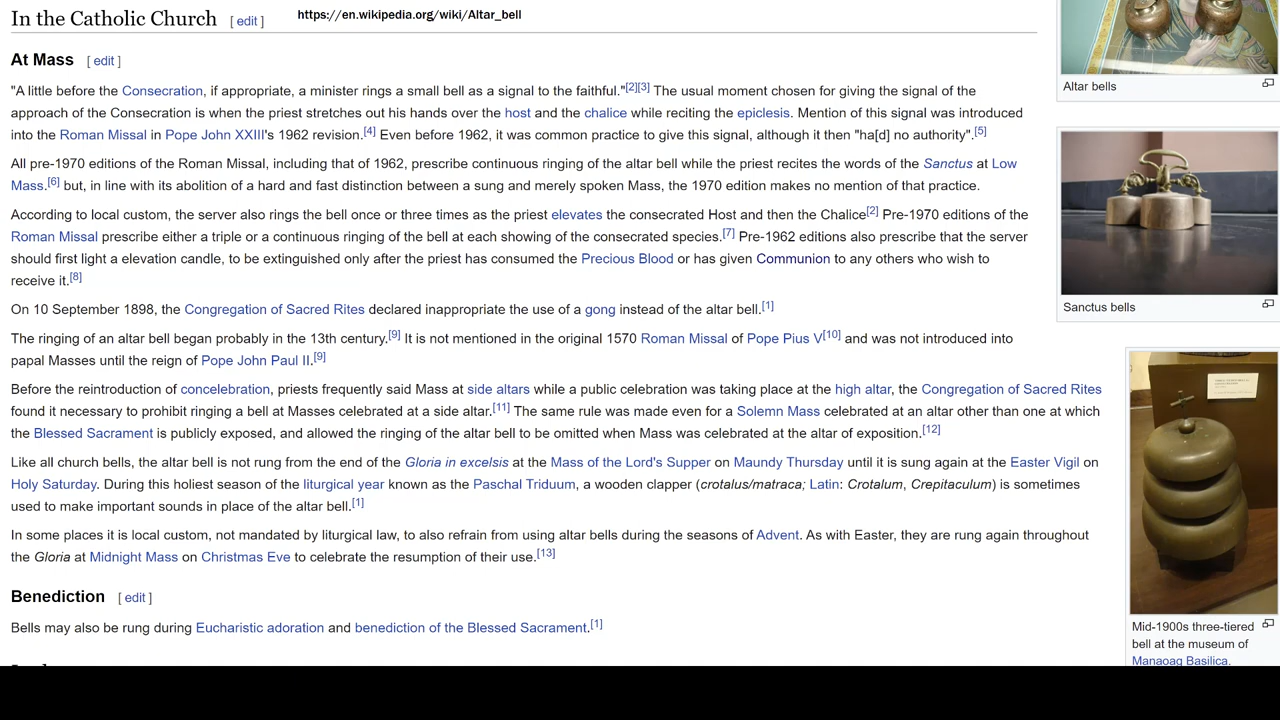 In the Catholic Church [ edit ]
https://en.wikipedia.org/wiki/Altar_bell
At Mass [ edit ]
"A little before the Consecration, if appropriate, a minister rings a small bell as a signal to the faithful."[2][3] The usual moment chosen for giving the signal of the
approach of the Consecration is when the priest stretches out his hands over the host and the chalice while reciting the epiclesis. Mention of this signal was introduced
into the Roman Missal in Pope John XXIII's 1962 revision.[4] Even before 1962, it was common practice to give this signal, although it then "ha[d] no authority".[5]
All pre-1970 editions of the Roman Missal, including that of 1962, prescribe continuous ringing of the altar bell while the priest recites the words of the Sanctus at Low
Mass.[6] but, in line with its abolition of a hard and fast distinction between a sung and merely spoken Mass, the 1970 edition makes no mention of that practice.
According to local custom, the server also rings the bell once or three times as the priest elevates the consecrated Host and then the Chalice[2] Pre-1970 editions of the
Roman Missal prescribe either a triple or a continuous ringing of the bell at each showing of the consecrated species.[7] Pre-1962 editions also prescribe that the server
should first light a elevation candle, to be extinguished only after the priest has consumed the Precious Blood or has given Communion to any others who wish to
receive it.[8]
On 10 September 1898, the Congregation of Sacred Rites declared inappropriate the use of a gong instead of the altar bell.[1]
The ringing of an altar bell began probably in the 13th century.[9] It is not mentioned in the original 1570 Roman Missal of Pope Pius V[10] and was not introduced into
papal Masses until the reign of Pope John Paul II.[9]
Before the reintroduction of concelebration, priests frequently said Mass at side altars while a public celebration was taking place at the high altar, the Congregation of Sacred Rites
found it necessary to prohibit ringing a bell at Masses celebrated at a side altar.[11] The same rule was made even for a Solemn Mass celebrated at an altar other than one at which
the Blessed Sacrament is publicly exposed, and allowed the ringing of the altar bell to be omitted when Mass was celebrated at the altar of exposition.[12]
Like all church bells, the altar bell is not rung from the end of the Gloria in excelsis at the Mass of the Lord's Supper on Maundy Thursday until it is sung again at the Easter Vigil on
Holy Saturday. During this holiest season of the liturgical year known as the Paschal Triduum, a wooden clapper (crotalus/matraca; Latin: Crotalum, Crepitaculum) is sometimes
used to make important sounds in place of the altar bell.[1]
In some places it is local custom, not mandated by liturgical law, to also refrain from using altar bells during the seasons of Advent. As with Easter, they are rung again throughout
the Gloria at Midnight Mass on Christmas Eve to celebrate the resumption of their use.[13]
Benediction [ edit ]
Bells may also be rung during Eucharistic adoration and benediction of the Blessed Sacrament.[1]
Altar bells
Sanctus bells
Mid-1900s three-tiered
bell at the museum of
Manaoag Basilica.